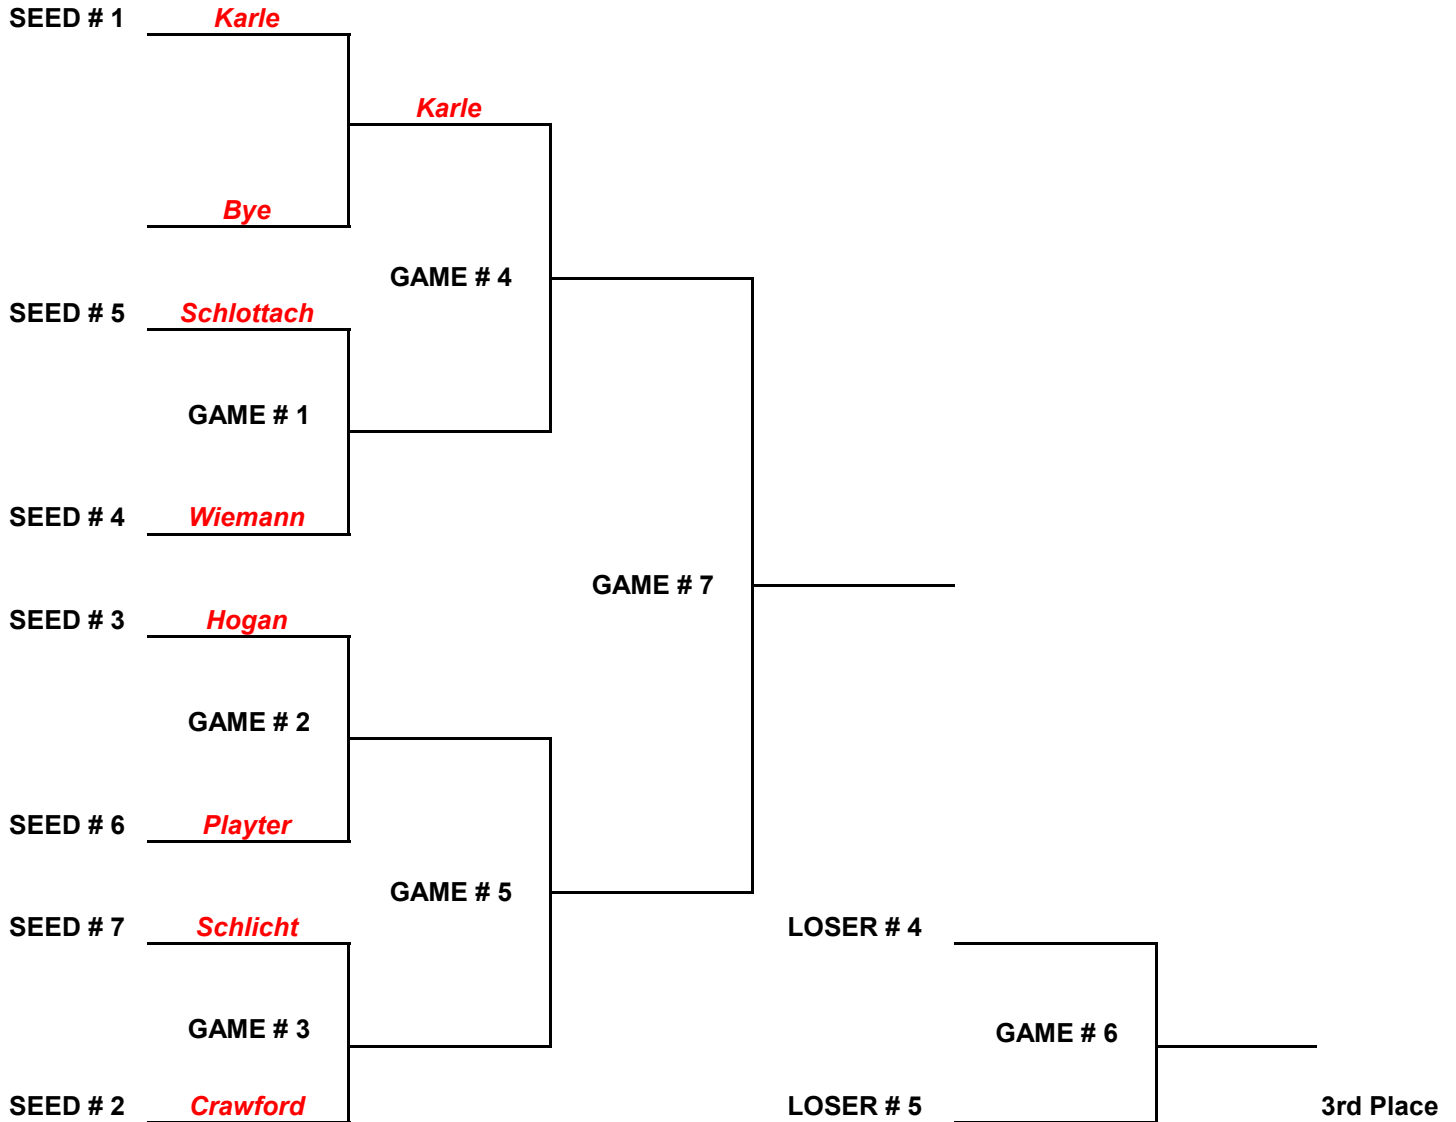 SEED # 1 Karle
Karle
Bye
GAME # 4
SEED # 5 Schlottach
GAME # 1
SEED # 4 Wiemann
GAME # 7
SEED # 3 Hogan
GAME # 2
SEED # 6 Playter
GAME # 5
SEED # 7 Schlicht LOSER # 4
GAME # 3 GAME # 6
SEED # 2 Crawford LOSER # 5 3rd Place